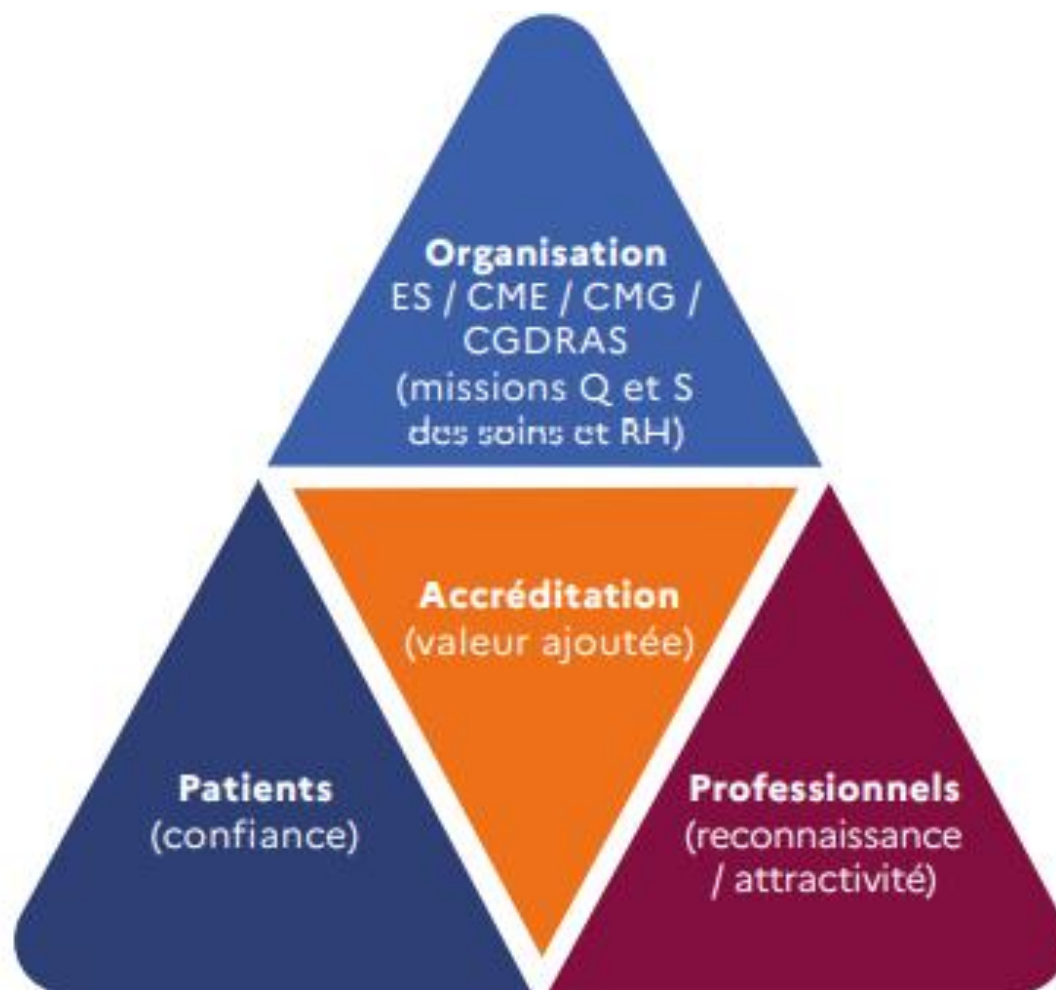 Organisation
ES / CME / CMG /
CGDRAS
(missions Q et S
des soins et RH)
Accréditation
(valeur ajoutée)
Patients
(confiance)
Professionnels
(reconnaissance
/ attractivité)